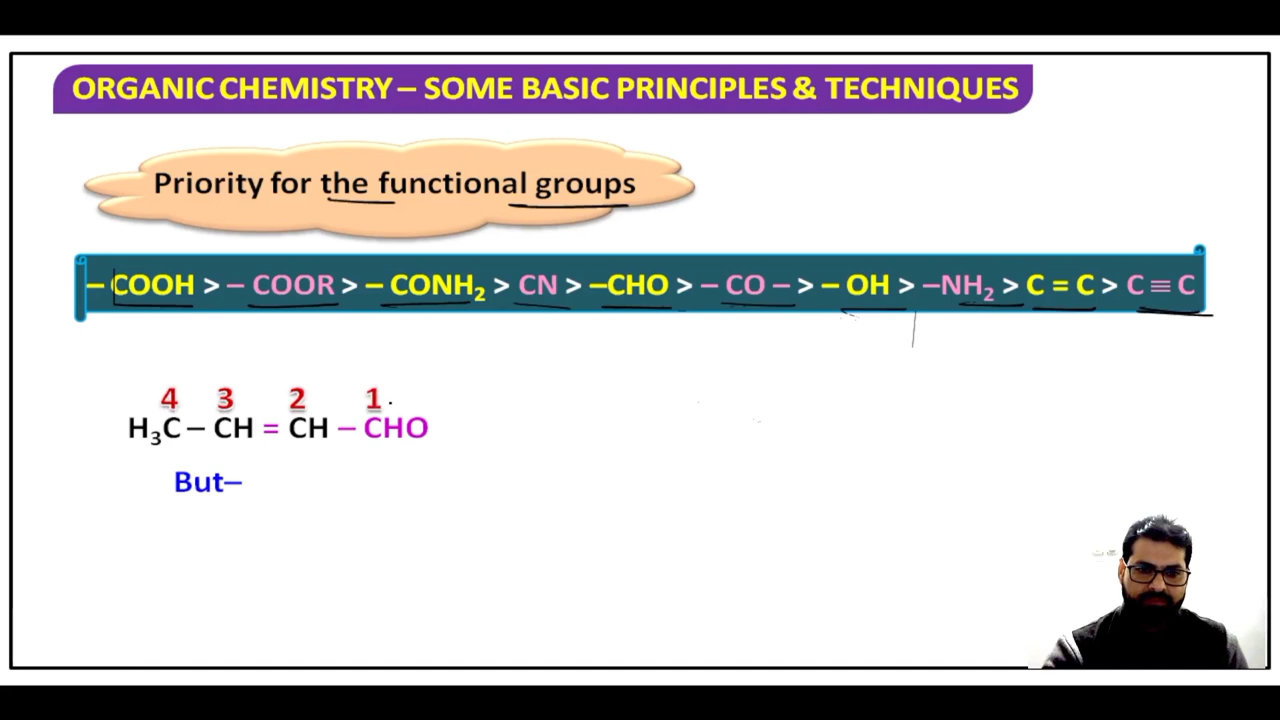 ORGANIC CHEMISTRY – SOME BASIC PRINCIPLES & TECHNIQUES
Priority for the functional groups
– COOH > – COOR > – CONH₂ > CN > –CHO > – CO – > – OH > –NH₂ > C = C > C ≡ C
4 3 2 1
H₃C – CH = CH – CHO
But–